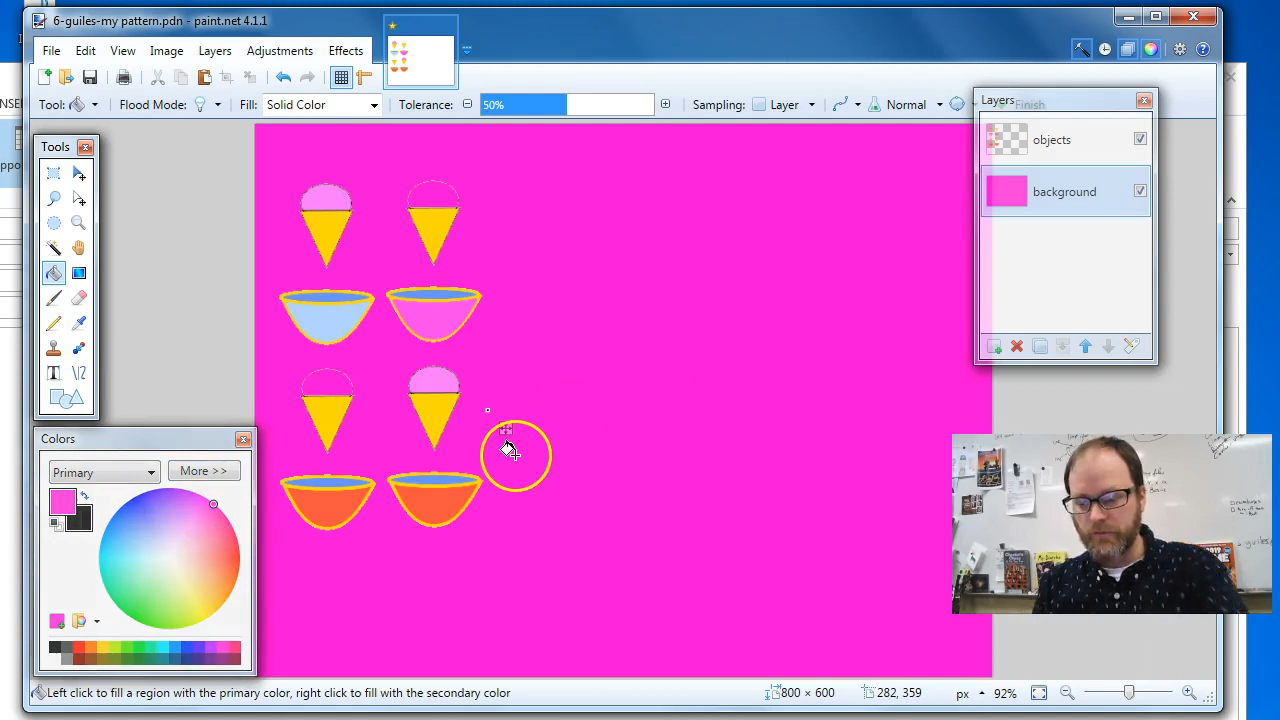 6-guiles-my pattern.pdn - paint.net 4.1.1
File Edit View Image Layers Adjustments Effects
Tool: Flood Mode: Fill: Solid Color Tolerance: 50% Sampling: Layer Normal Finish
Layers
objects
background
Tools
Colors
Primary
More >>
Left click to fill a region with the primary color, right click to fill with the secondary color
800 × 600
282, 359
px
92%